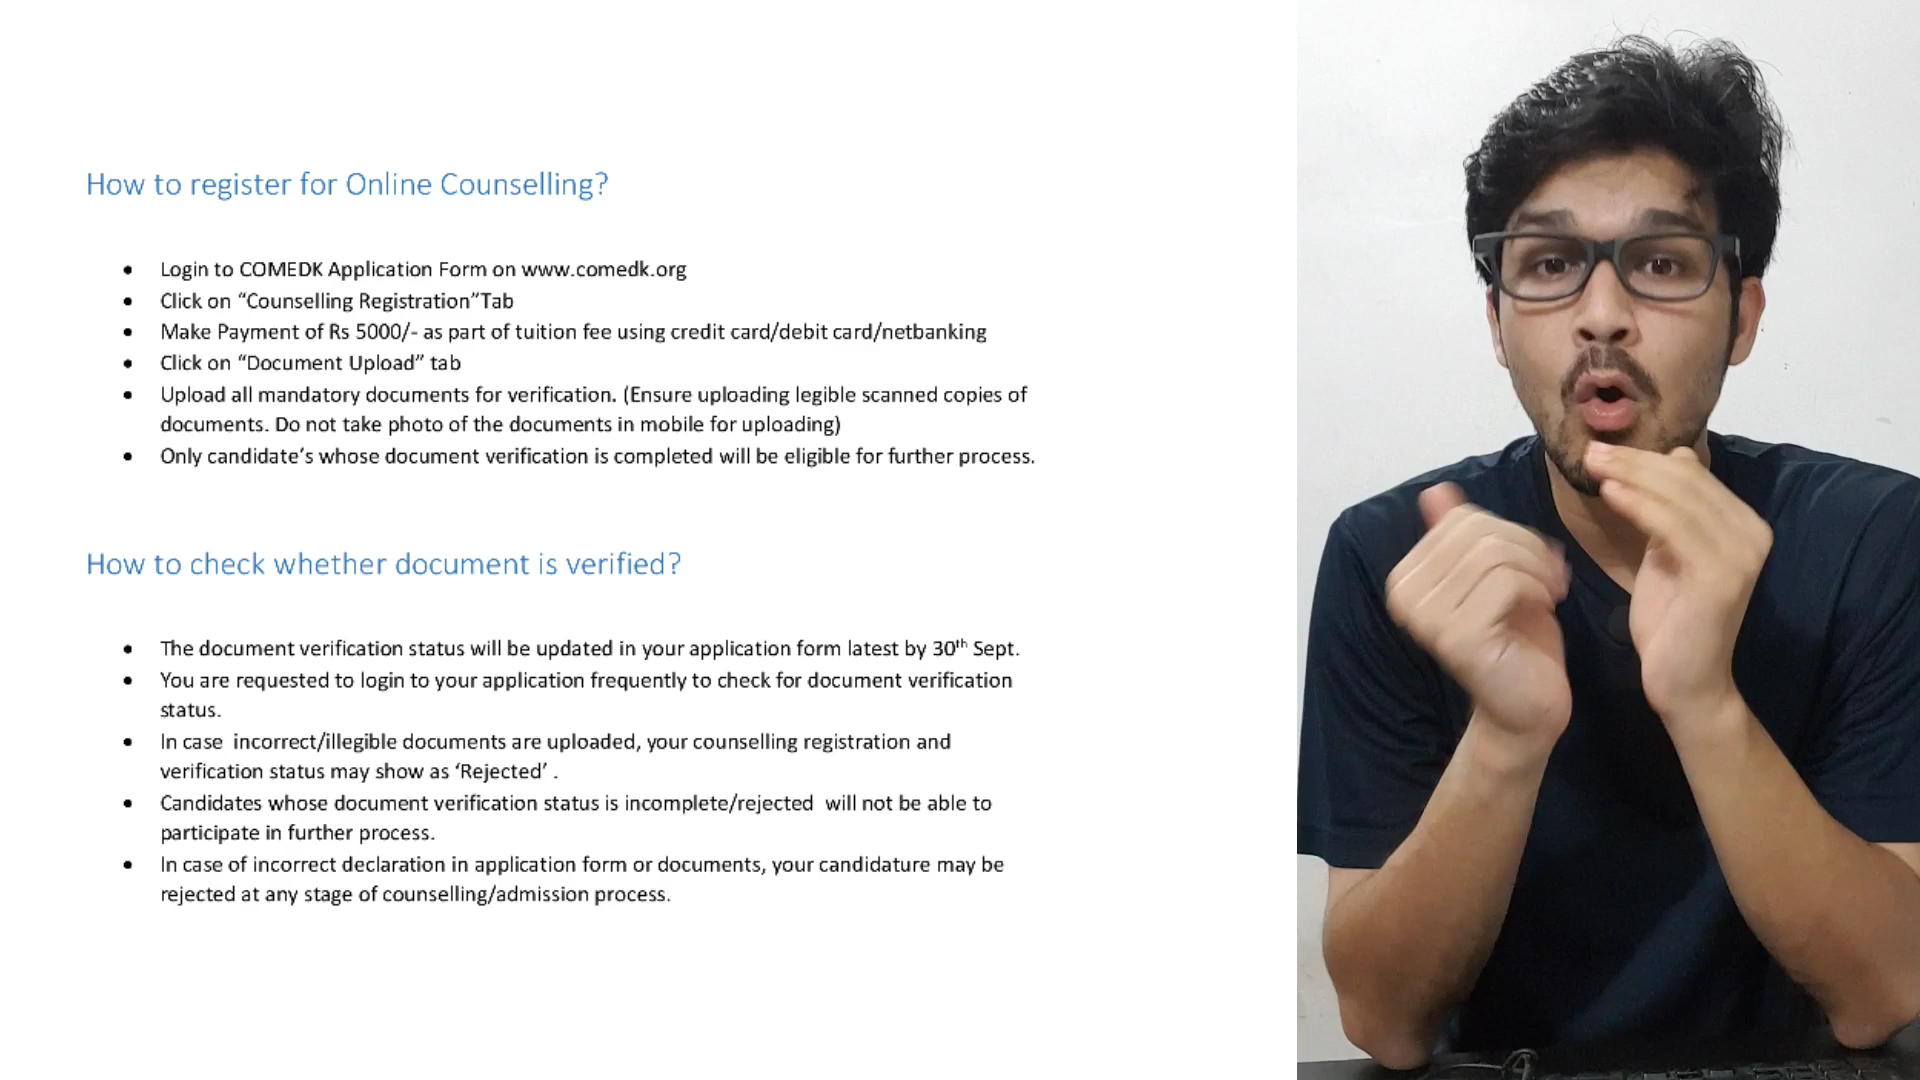 How to register for Online Counselling?
• Login to COMEDK Application Form on www.comedk.org
• Click on “Counselling Registration”Tab
• Make Payment of Rs 5000/- as part of tuition fee using credit card/debit card/netbanking
• Click on “Document Upload” tab
• Upload all mandatory documents for verification. (Ensure uploading legible scanned copies of
documents. Do not take photo of the documents in mobile for uploading)
• Only candidate’s whose document verification is completed will be eligible for further process.
How to check whether document is verified?
• The document verification status will be updated in your application form latest by 30th Sept.
• You are requested to login to your application frequently to check for document verification
status.
• In case  incorrect/illegible documents are uploaded, your counselling registration and
verification status may show as ‘Rejected’ .
• Candidates whose document verification status is incomplete/rejected  will not be able to
participate in further process.
• In case of incorrect declaration in application form or documents, your candidature may be
rejected at any stage of counselling/admission process.